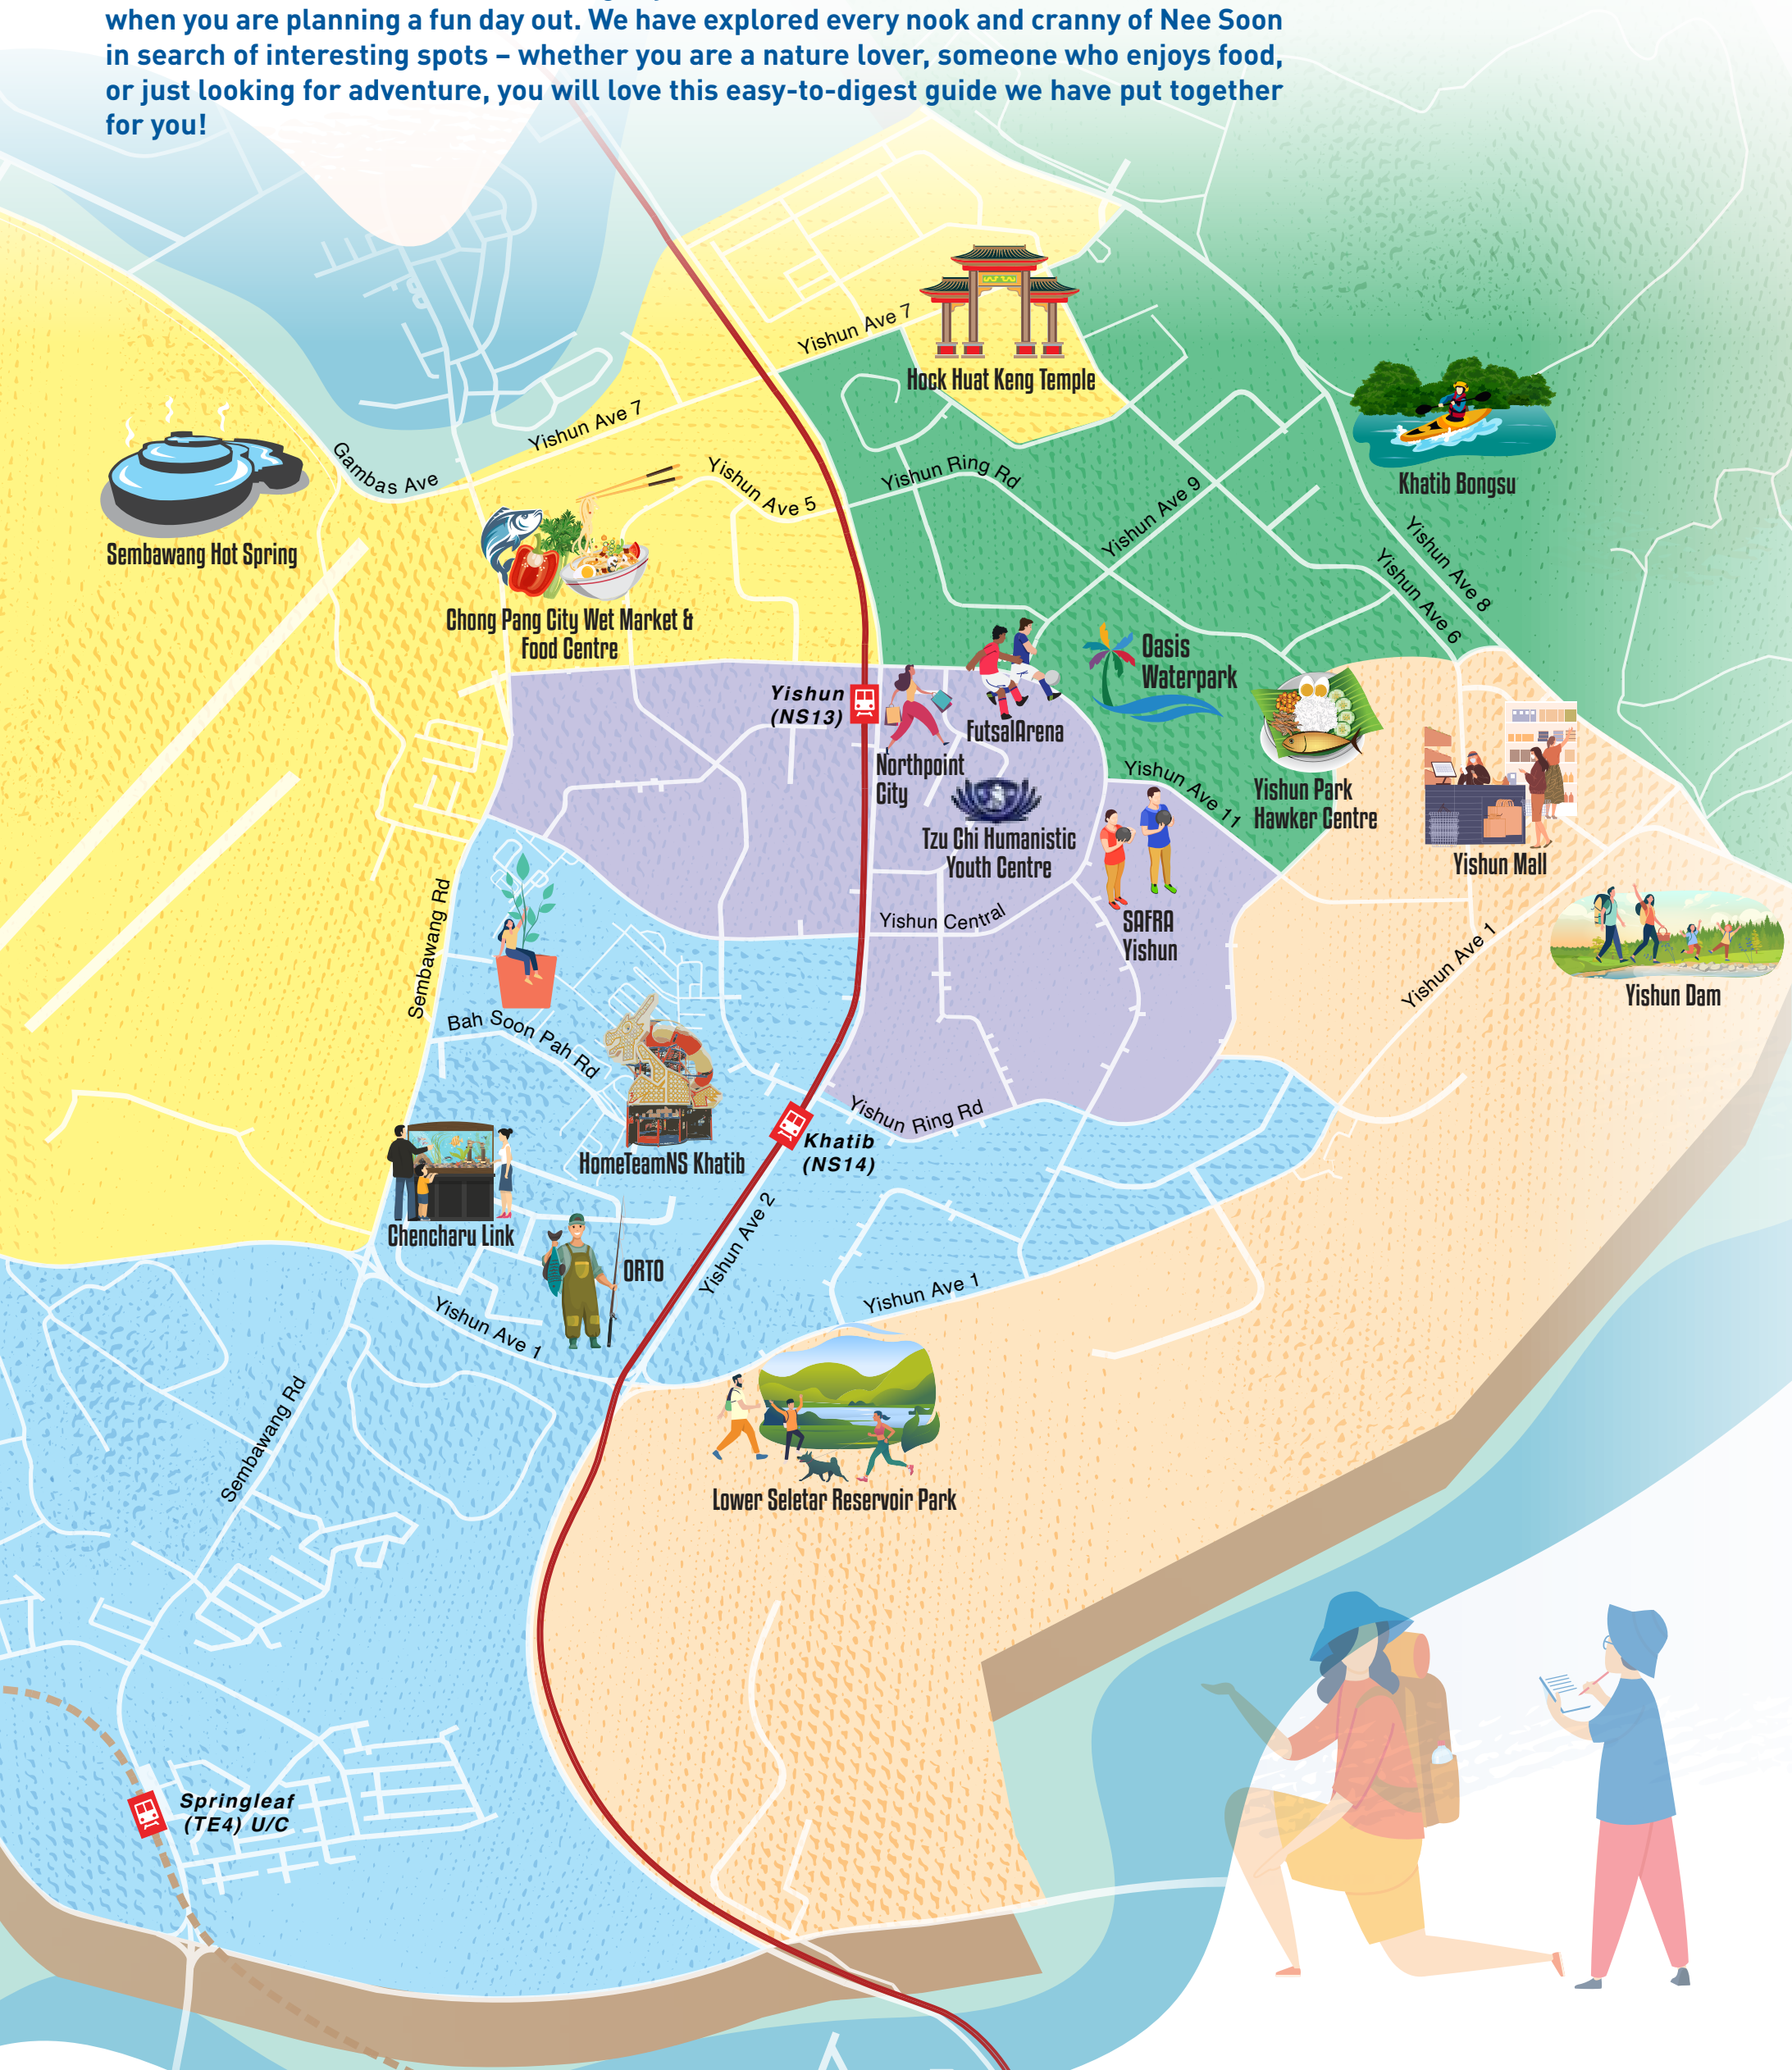 when you are planning a fun day out. We have explored every nook and cranny of Nee Soon
in search of interesting spots – whether you are a nature lover, someone who enjoys food,
or just looking for adventure, you will love this easy-to-digest guide we have put together
for you!
Yishun Ave 7
Hock Huat Keng Temple
Yishun Ave 7
Gambas Ave
Yishun Ave 5
Yishun Ring Rd
Yishun Ave 9
Khatib Bongsu
Sembawang Hot Spring
Yishun Ave 8
Yishun Ave 6
Chong Pang City Wet Market &
Food Centre
Oasis
Waterpark
Yishun
(NS13)
FutsalArena
Northpoint
City
Yishun Ave 11
Yishun Park
Hawker Centre
Tzu Chi Humanistic
Youth Centre
Yishun Mall
Sembawang Rd
Yishun Central
SAFRA
Yishun
Yishun Ave 1
Yishun Dam
Bah Soon Pah Rd
Yishun Ring Rd
Khatib
(NS14)
HomeTeamNS Khatib
Chencharu Link
ORTO
Yishun Ave 2
Yishun Ave 1
Yishun Ave 1
Sembawang Rd
Lower Seletar Reservoir Park
Springleaf
(TE4) U/C